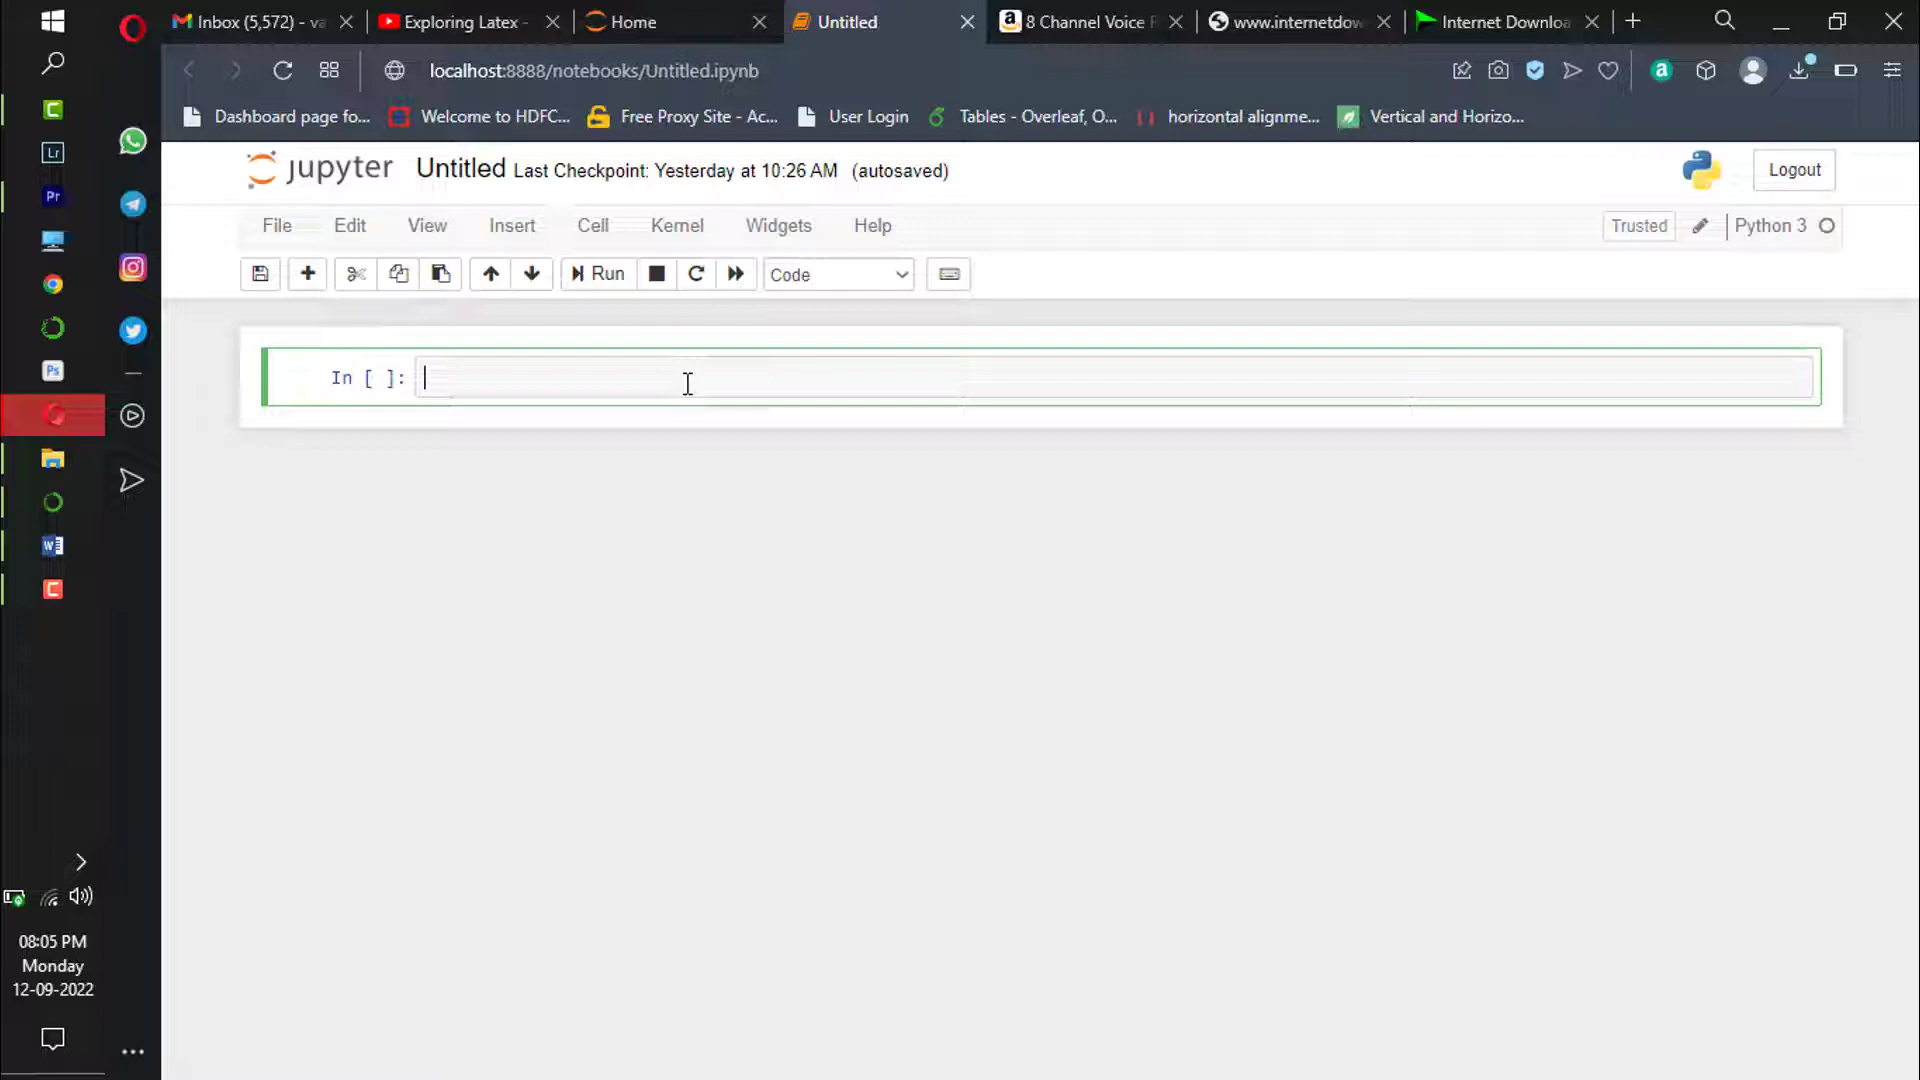 Inbox (5,572) - va
Exploring Latex -
Home
Untitled
8 Channel Voice
www.internetdow
Internet Downloa
localhost:8888/notebooks/Untitled.ipynb
Dashboard page fo...
Welcome to HDFC...
Free Proxy Site - Ac...
User Login
Tables - Overleaf, O...
horizontal alignme...
Vertical and Horizo...
jupyter
Untitled Last Checkpoint: Yesterday at 10:26 AM (autosaved)
Logout
File
Edit
View
Insert
Cell
Kernel
Widgets
Help
Trusted
Python 3
Run
Code
In [ ]:
Lr
Pr
Ps
W
C
08:05 PM
Monday
12-09-2022